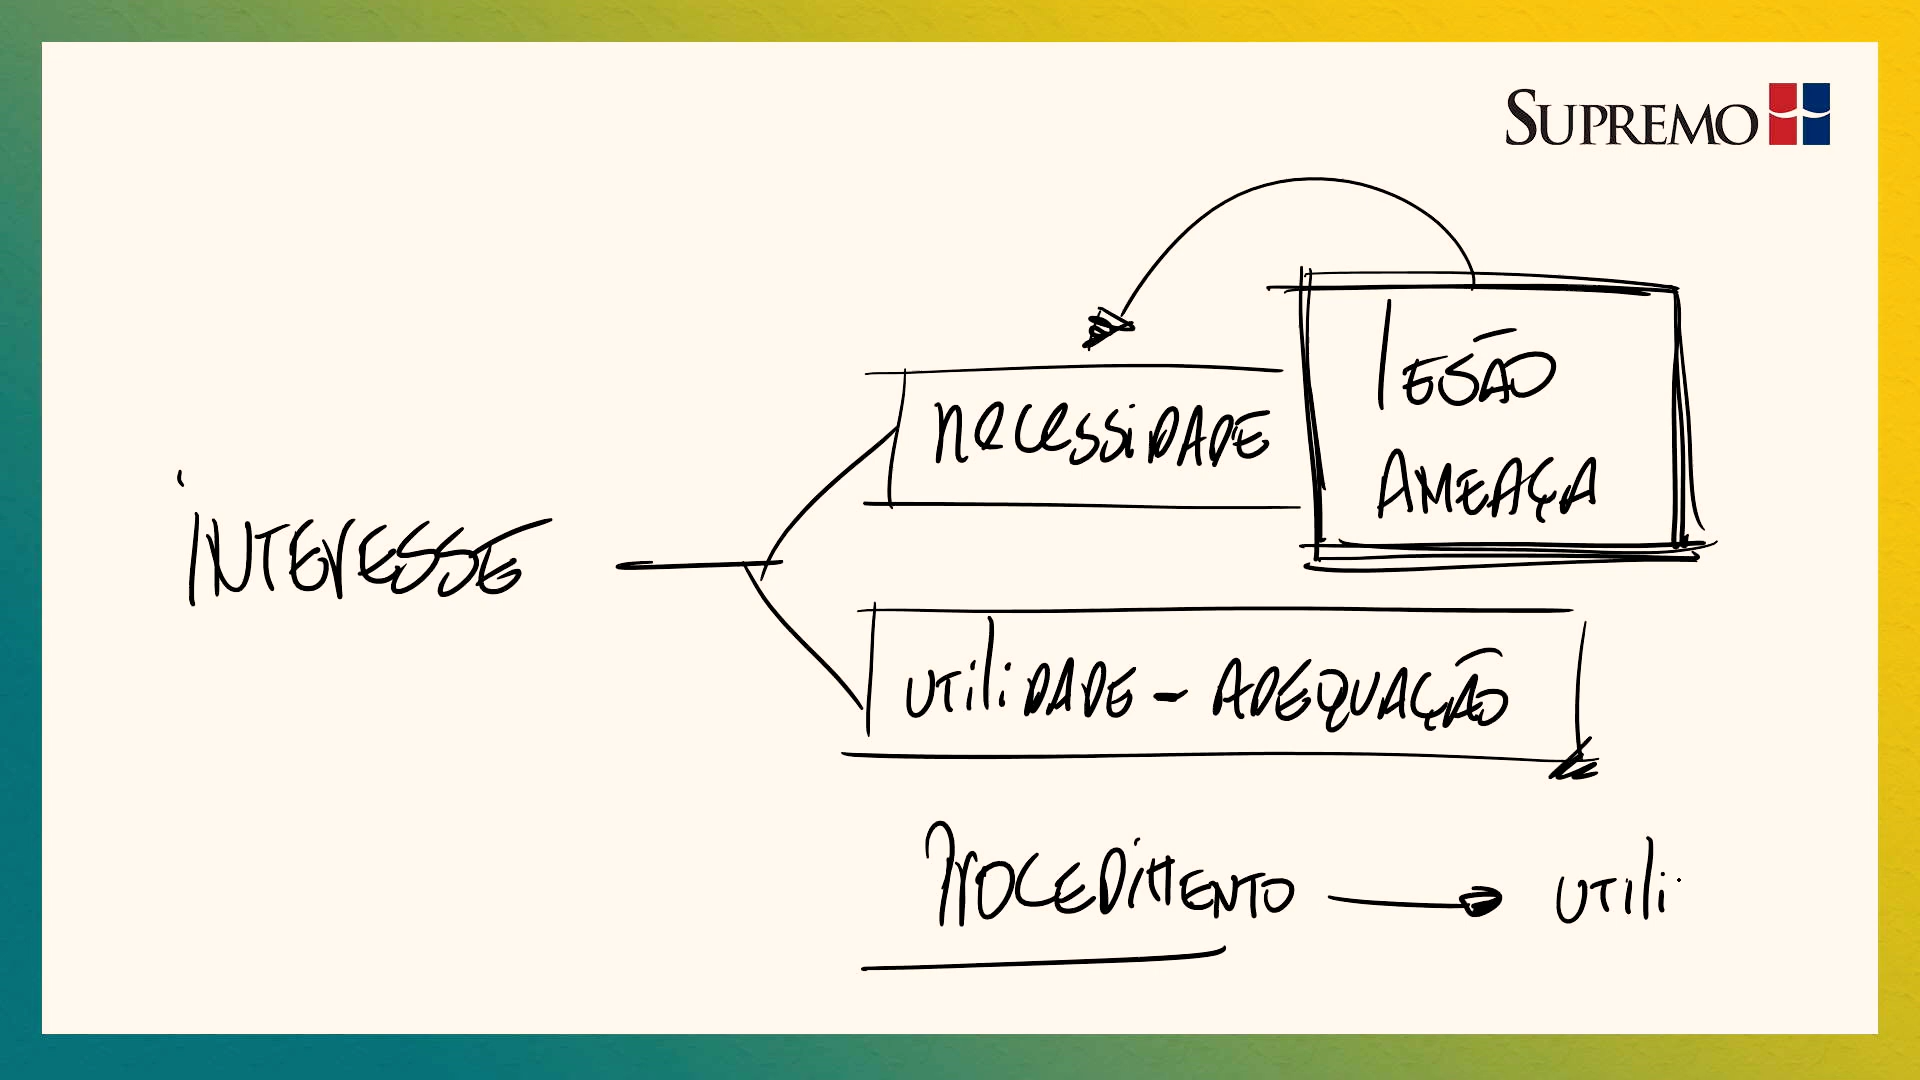 SUPREMO
LESÃO
AMEAÇA
NECESSIDADE
INTERESSE
UTILIDADE - ADEQUAÇÃO
PROCEDIMENTO → UTILI